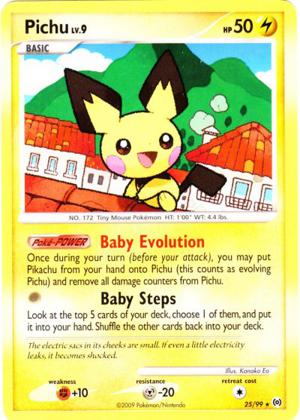 Pichu LV.9 HP 50
BASIC
NO. 172 Tiny Mouse Pokémon HT: 1'00" WT: 4.4 lbs.
Poké-POWER Baby Evolution
Once during your turn (before your attack), you may put
Pikachu from your hand onto Pichu (this counts as evolving
Pichu) and remove all damage counters from Pichu.
Baby Steps
Look at the top 5 cards of your deck, choose 1 of them, and put
it into your hand. Shuffle the other cards back into your deck.
The electric sacs in its cheeks are small. If even a little electricity
leaks, it becomes shocked.
Illus. Kanako Eo
weakness resistance retreat cost
+10 -20
©2009 Pokémon/Nintendo 25/99